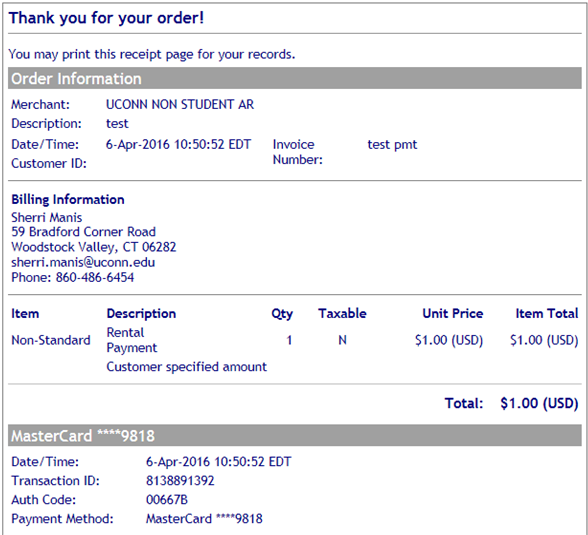 Thank you for your order!
You may print this receipt page for your records.
Order Information
Merchant: UCONN NON STUDENT AR
Description: test
Date/Time: 6-Apr-2016 10:50:52 EDT Invoice Number: test pmt
Customer ID:
Billing Information
Sherri Manis
59 Bradford Corner Road
Woodstock Valley, CT 06282
sherri.manis@uconn.edu
Phone: 860-486-6454
Item Description Qty Taxable Unit Price Item Total
Non-Standard Rental Payment 1 N $1.00 (USD) $1.00 (USD)
Customer specified amount
Total: $1.00 (USD)
MasterCard ****9818
Date/Time: 6-Apr-2016 10:50:52 EDT
Transaction ID: 8138891392
Auth Code: 00667B
Payment Method: MasterCard ****9818